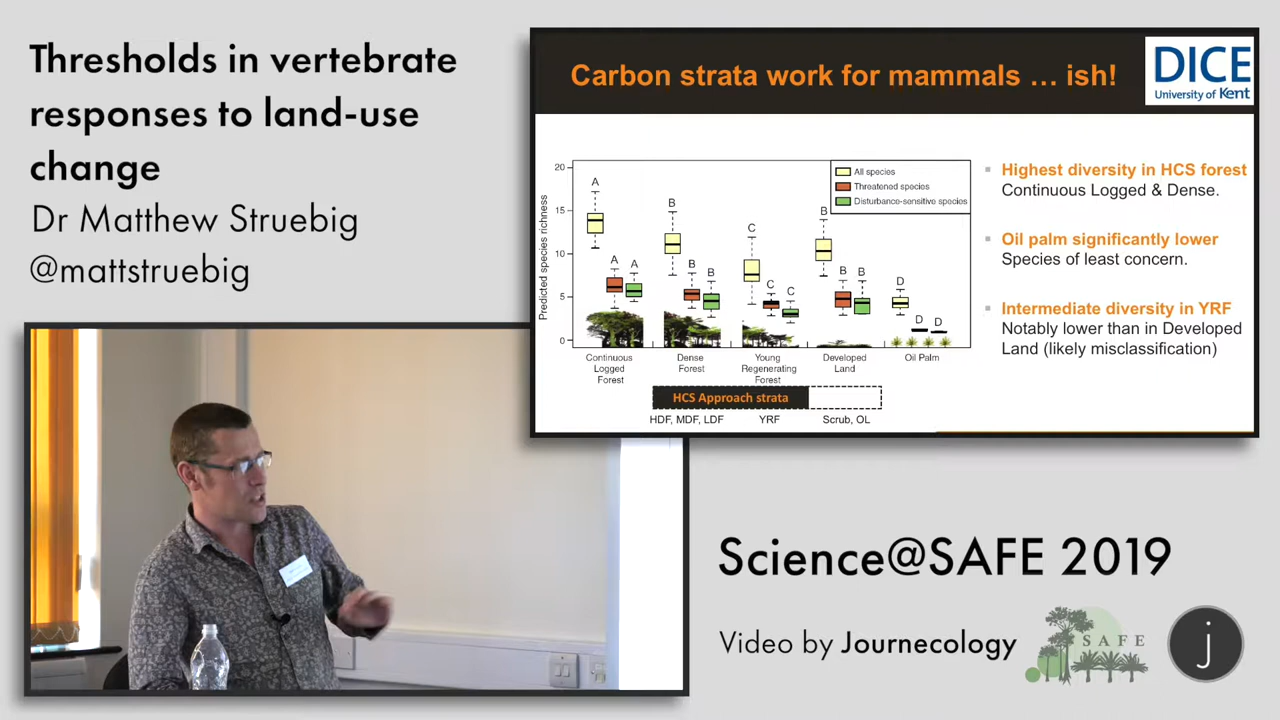 Thresholds in vertebrate
responses to land-use
change
Dr Matthew Struebig
@mattstruebig
Carbon strata work for mammals … ish!
DICE
University of Kent
Predicted species richness
20
15
10
5
0
All species
Threatened species
Disturbance-sensitive species
A
A
A
B
B
B
C
C
C
B
B
B
D
D
D
Continuous
Logged
Forest
Dense
Forest
Young
Regenerating
Forest
Developed
Land
Oil Palm
HCS Approach strata
HDF, MDF, LDF
YRF
Scrub, OL
Highest diversity in HCS forest
Continuous Logged & Dense.
Oil palm significantly lower
Species of least concern.
Intermediate diversity in YRF
Notably lower than in Developed
Land (likely misclassification)
Science@SAFE 2019
Video by Journecology
SAFE
j